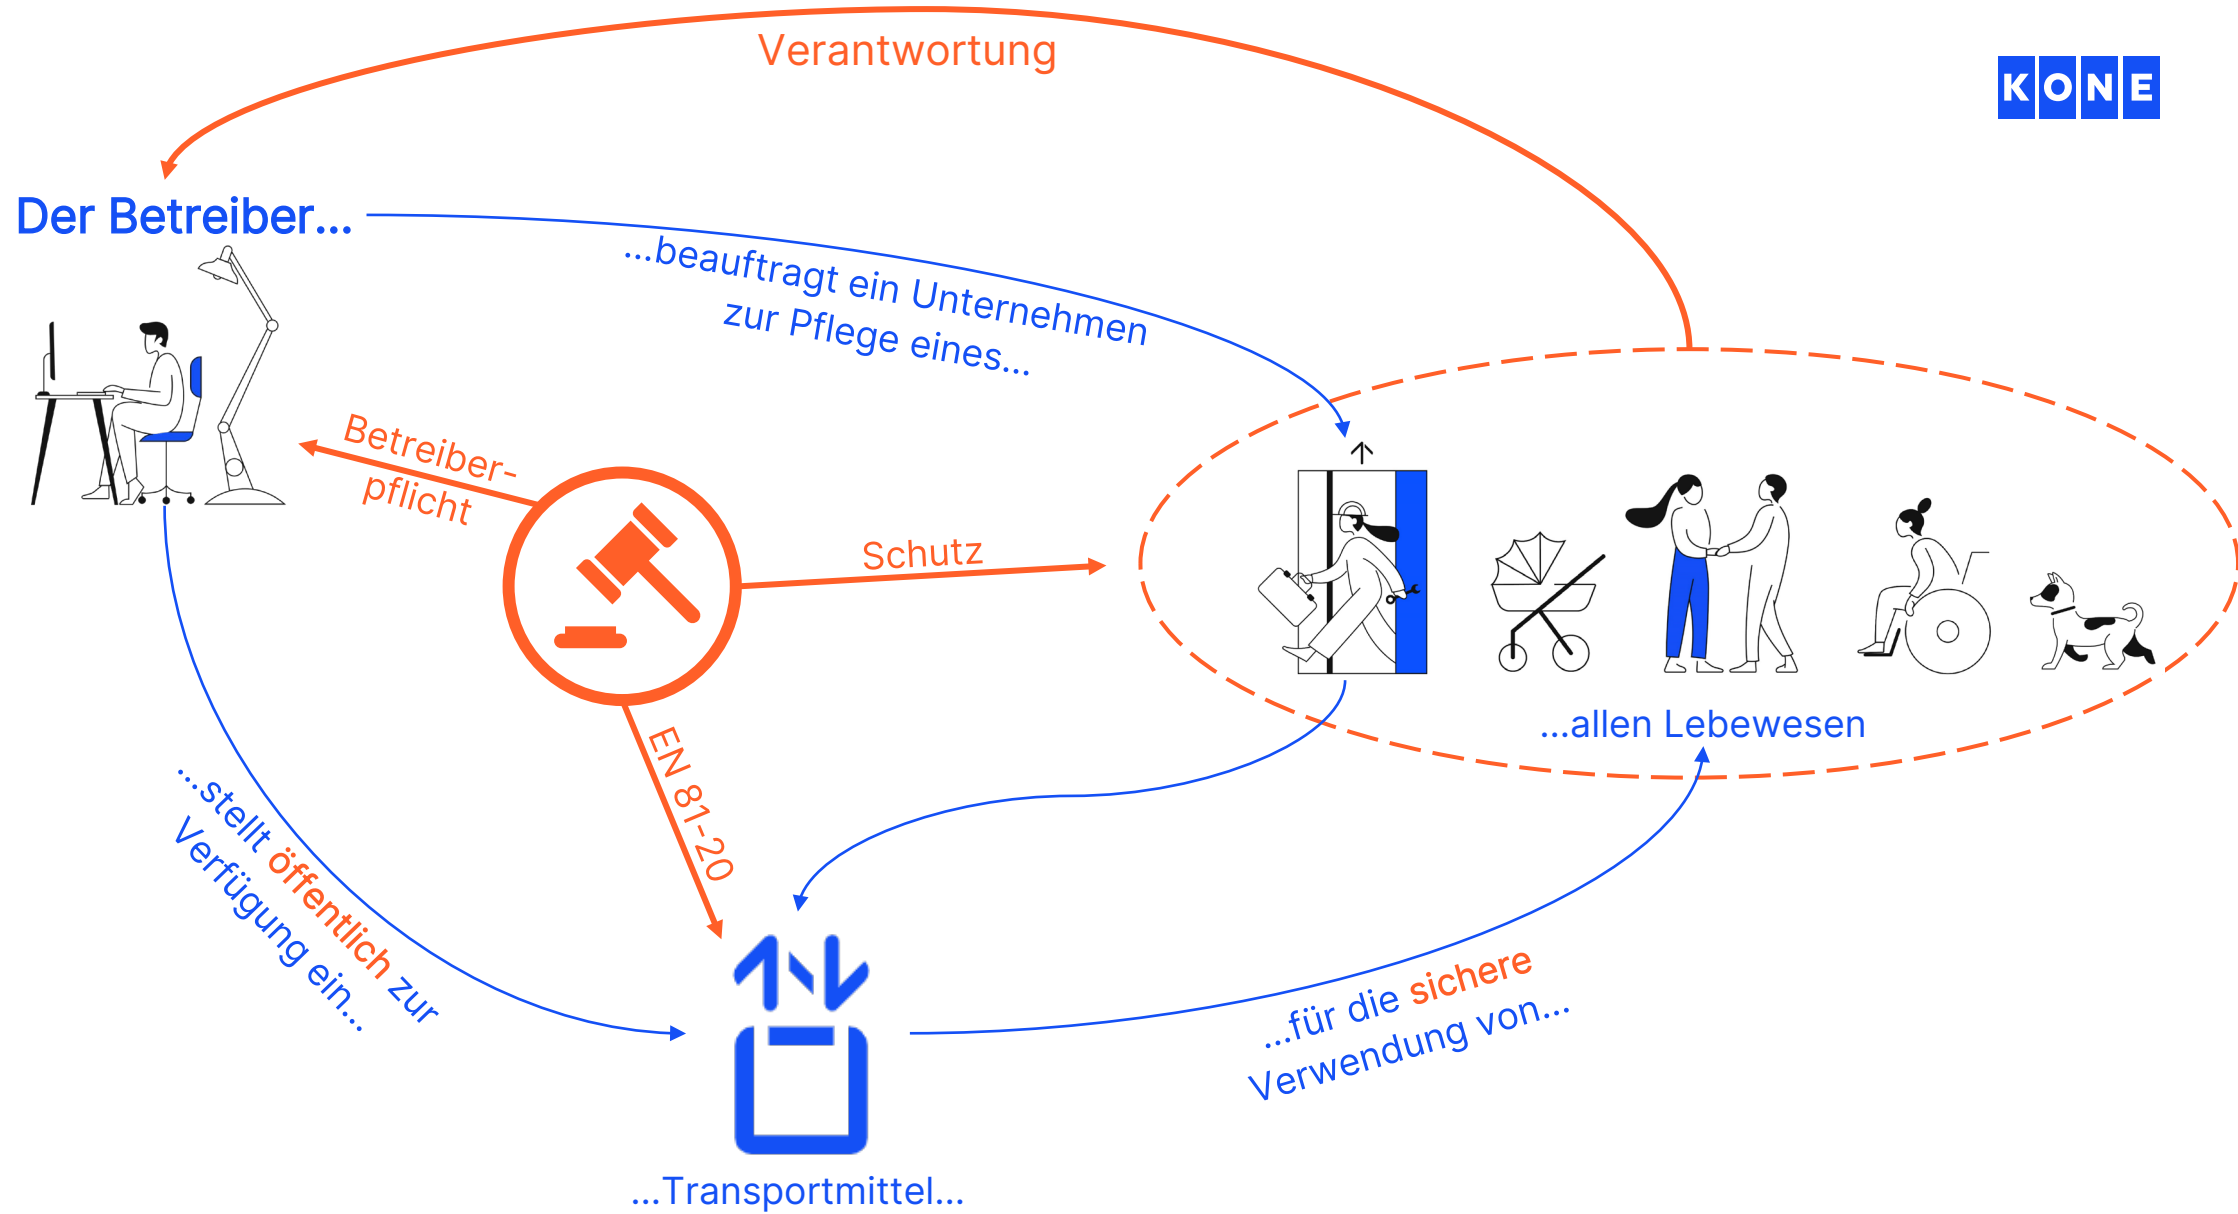 Verantwortung
KONE
Der Betreiber...
...beauftragt ein Unternehmen
zur Pflege eines...
Betreiber-
pflicht
Schutz
EN 81-20
...allen Lebewesen
...stellt öffentlich zur
Verfügung ein...
...für die sichere
Verwendung von...
...Transportmittel...